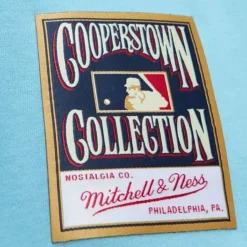 COOPERSTOWN
COLLECTION
NOSTALGIA CO.
Mitchell & Ness
PHILADELPHIA, PA.